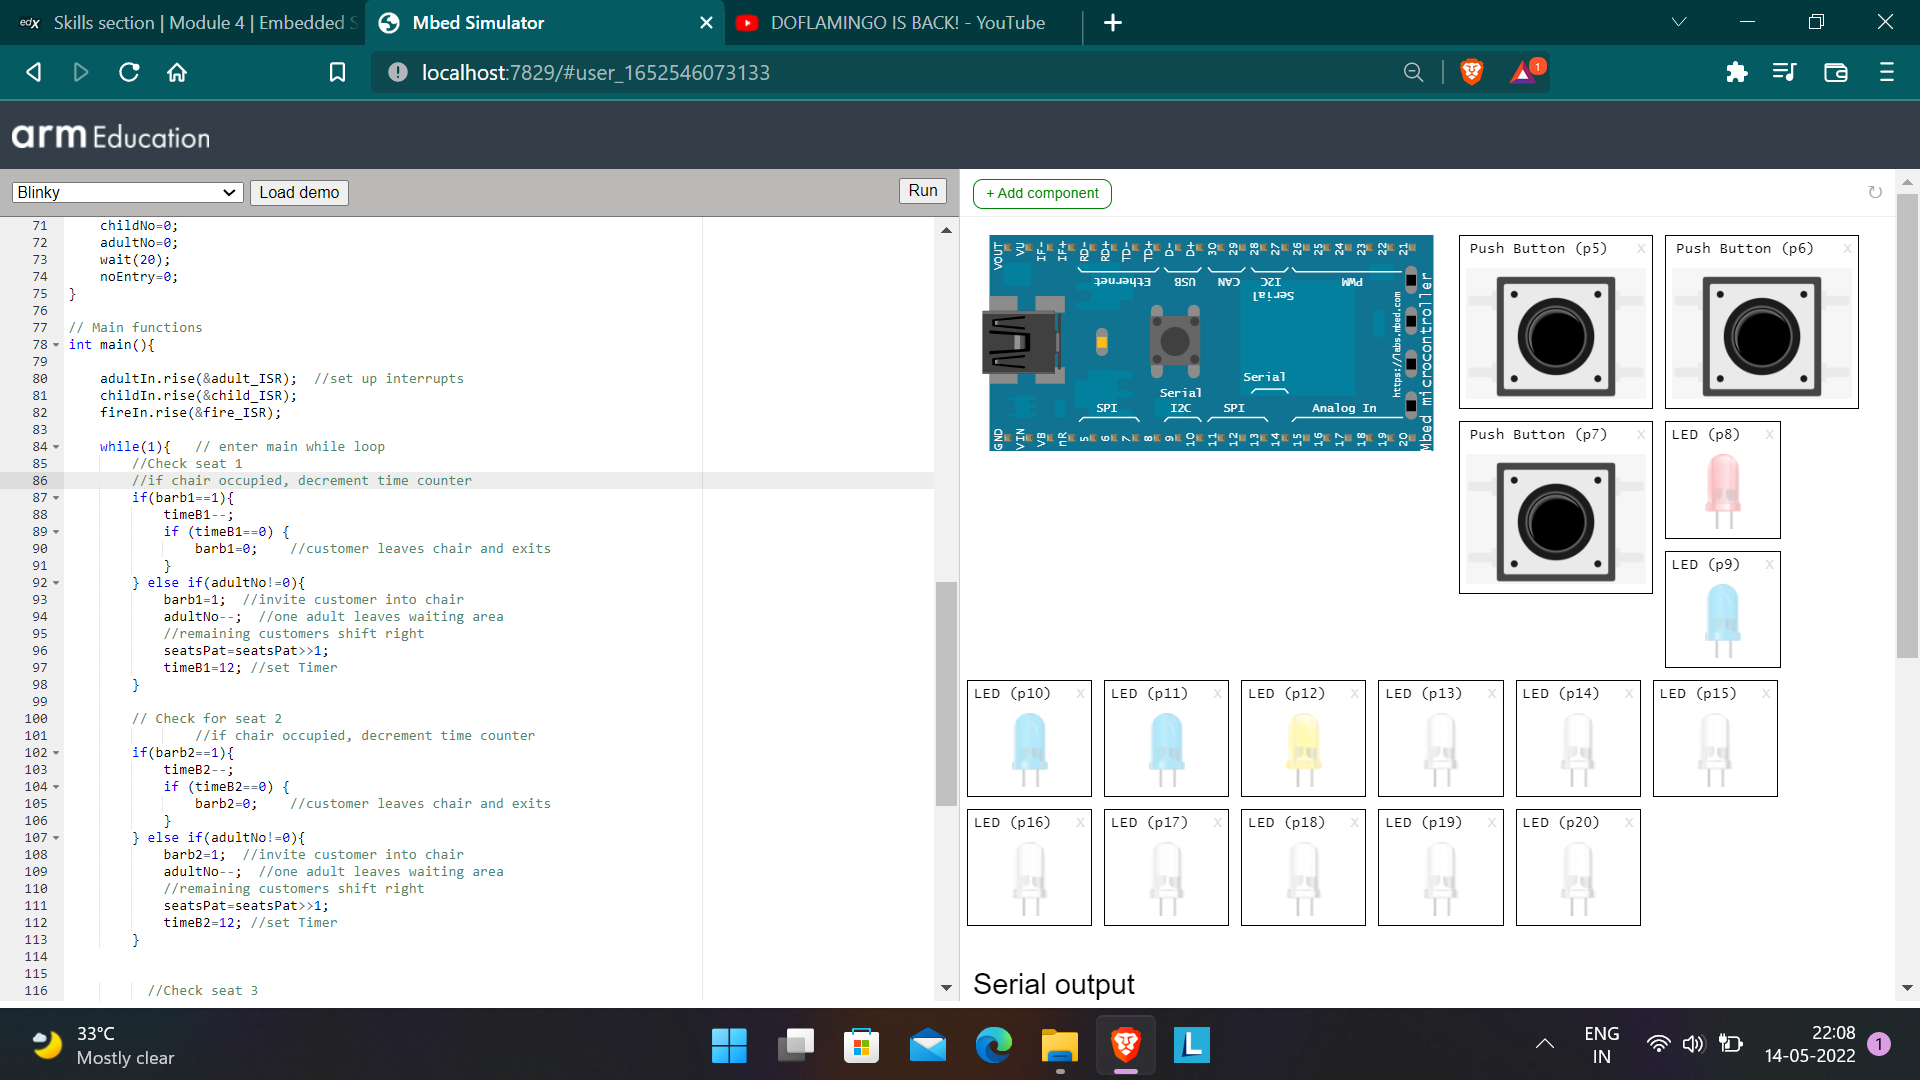 edX Skills section | Module 4 | Embedded S
Mbed Simulator
DOFLAMINGO IS BACK! - YouTube
localhost:7829/#user_1652546073133
1
arm Education
Blinky
Load demo
Run
+ Add component
71 childNo=0;
72 adultNo=0;
73 wait(20);
74 noEntry=0;
75 }
76
77 // Main functions
78 int main(){
79
80 adultIn.rise(&adult_ISR); //set up interrupts
81 childIn.rise(&child_ISR);
82 fireIn.rise(&fire_ISR);
83
84 while(1){ // enter main while loop
85 //Check seat 1
86 //if chair occupied, decrement time counter
87 if(barb1==1){
88 timeB1--;
89 if (timeB1==0) {
90 barb1=0; //customer leaves chair and exits
91 }
92 } else if(adultNo!=0){
93 barb1=1; //invite customer into chair
94 adultNo--; //one adult leaves waiting area
95 //remaining customers shift right
96 seatsPat=seatsPat>>1;
97 timeB1=12; //set Timer
98 }
99
100 // Check for seat 2
101 //if chair occupied, decrement time counter
102 if(barb2==1){
103 timeB2--;
104 if (timeB2==0) {
105 barb2=0; //customer leaves chair and exits
106 }
107 } else if(adultNo!=0){
108 barb2=1; //invite customer into chair
109 adultNo--; //one adult leaves waiting area
110 //remaining customers shift right
111 seatsPat=seatsPat>>1;
112 timeB2=12; //set Timer
113 }
114
115
116 //Check seat 3
VOUT VU IF- IF+ RD- RD+ TD- TD+ D- D+ 30 29 28 27 26 25 24 23 22 21
Ethernet USB CAN I2C PWM
Serial
https://labs.mbed.com
Mbed microcontroller
Serial
Serial
SPI I2C SPI Analog In
GND VIN VB nR 5 6 7 8 9 10 11 12 13 14 15 16 17 18 19 20
Push Button (p5) x
Push Button (p6) x
Push Button (p7) x
LED (p8) x
LED (p9) x
LED (p10) x
LED (p11) x
LED (p12) x
LED (p13) x
LED (p14) x
LED (p15) x
LED (p16) x
LED (p17) x
LED (p18) x
LED (p19) x
LED (p20) x
Serial output
33°C
Mostly clear
L
ENG
IN
22:08
14-05-2022
1